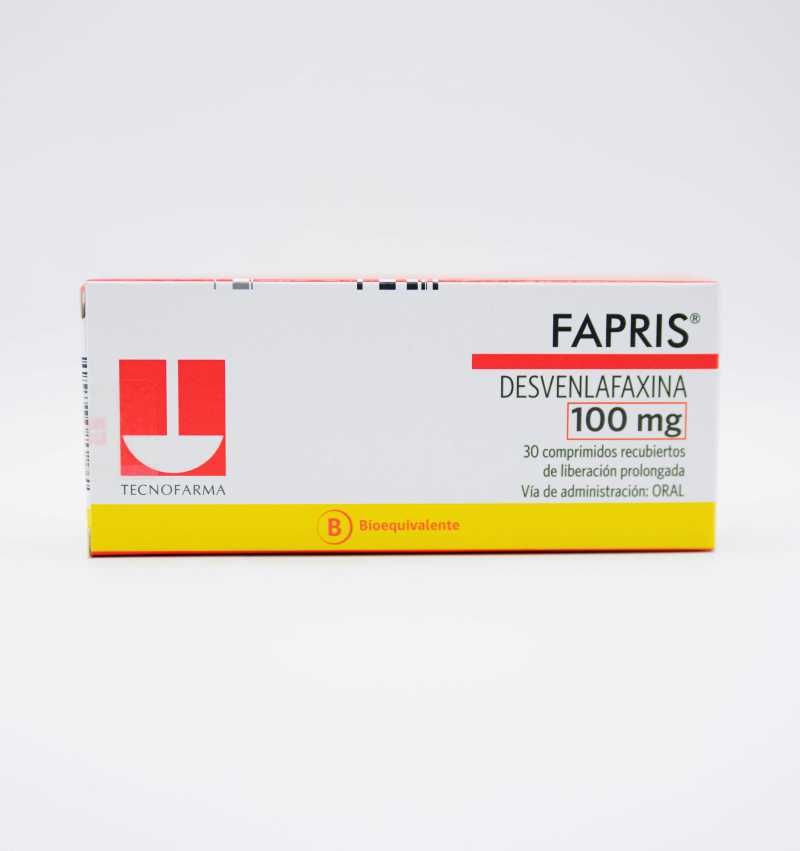 FAPRIS®
DESVENLAFAXINA
100 mg
30 comprimidos recubiertos
de liberación prolongada
Vía de administración: ORAL
TECNOFARMA
B Bioequivalente